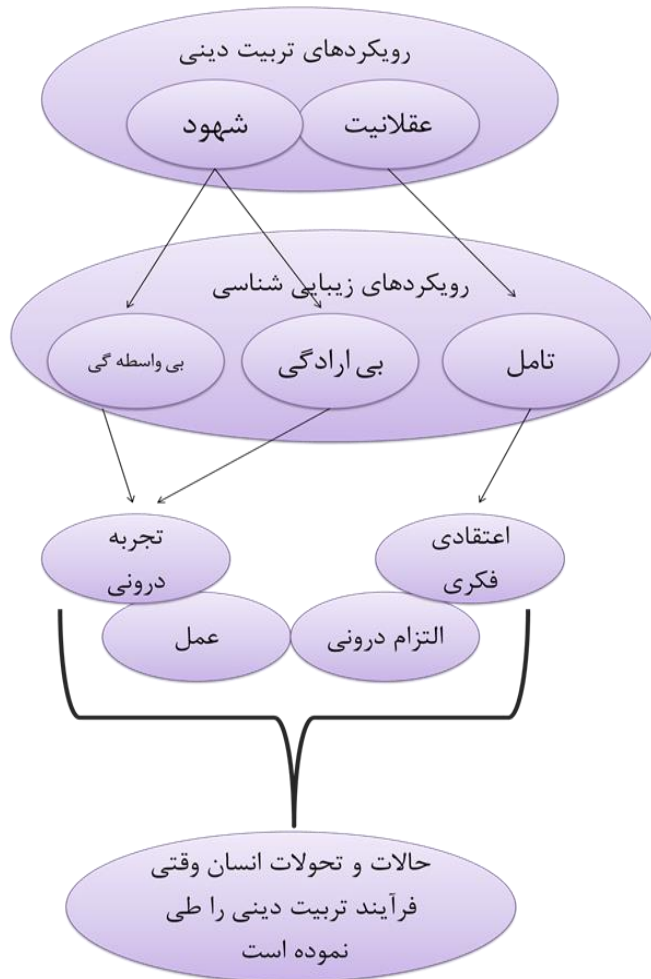 رویکردهای تربیت دینی
عقلانیت
شهود
رویکردهای زیبایی شناسی
تامل
بی ارادگی
بی واسطه گی
اعتقادی
فکری
تجربه
درونی
التزام درونی
عمل
حالات و تحولات انسان وقتی
فرآیند تربیت دینی را طی
نموده است